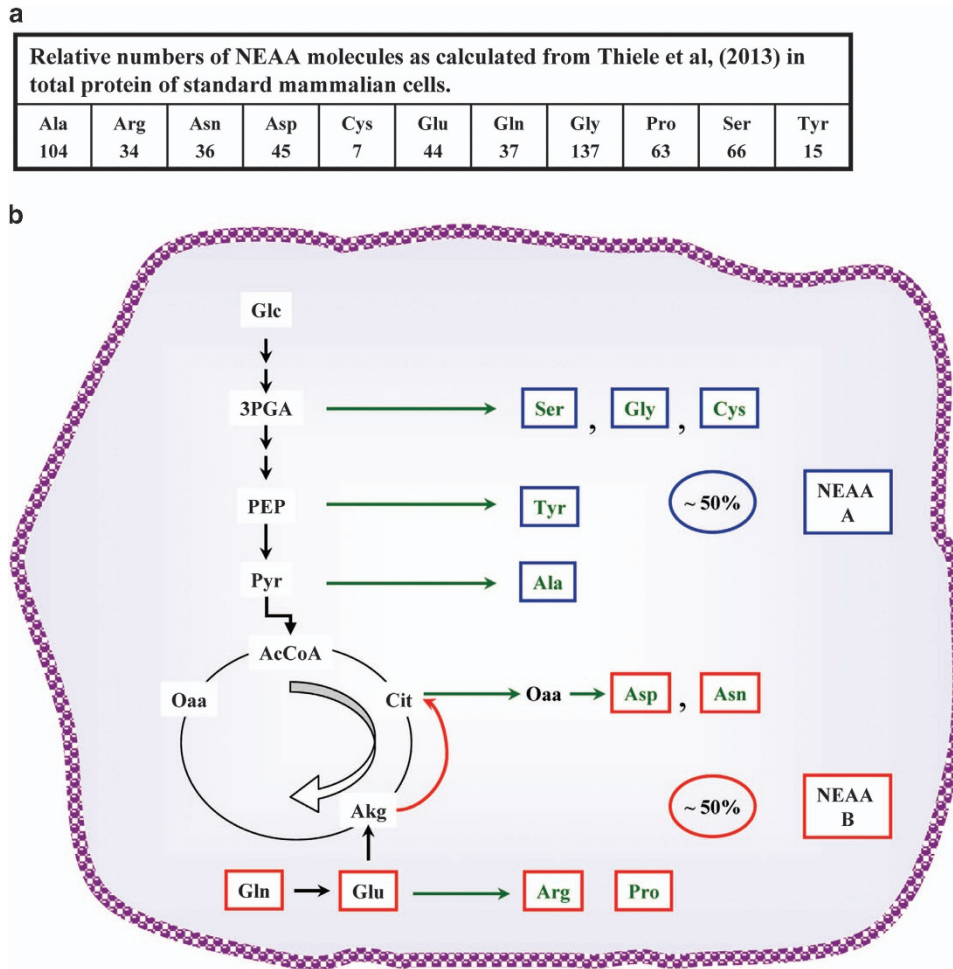 a
Relative numbers of NEAA molecules as calculated from Thiele et al, (2013) in
total protein of standard mammalian cells.
Ala Arg Asn Asp Cys Glu Gln Gly Pro Ser Tyr
104 34 36 45 7 44 37 137 63 66 15
b
Glc
3PGA Ser , Gly , Cys
PEP Tyr ~ 50% NEAA
A
Pyr Ala
AcCoA
Oaa Cit Oaa Asp , Asn
Akg ~ 50% NEAA
B
Gln Glu Arg Pro